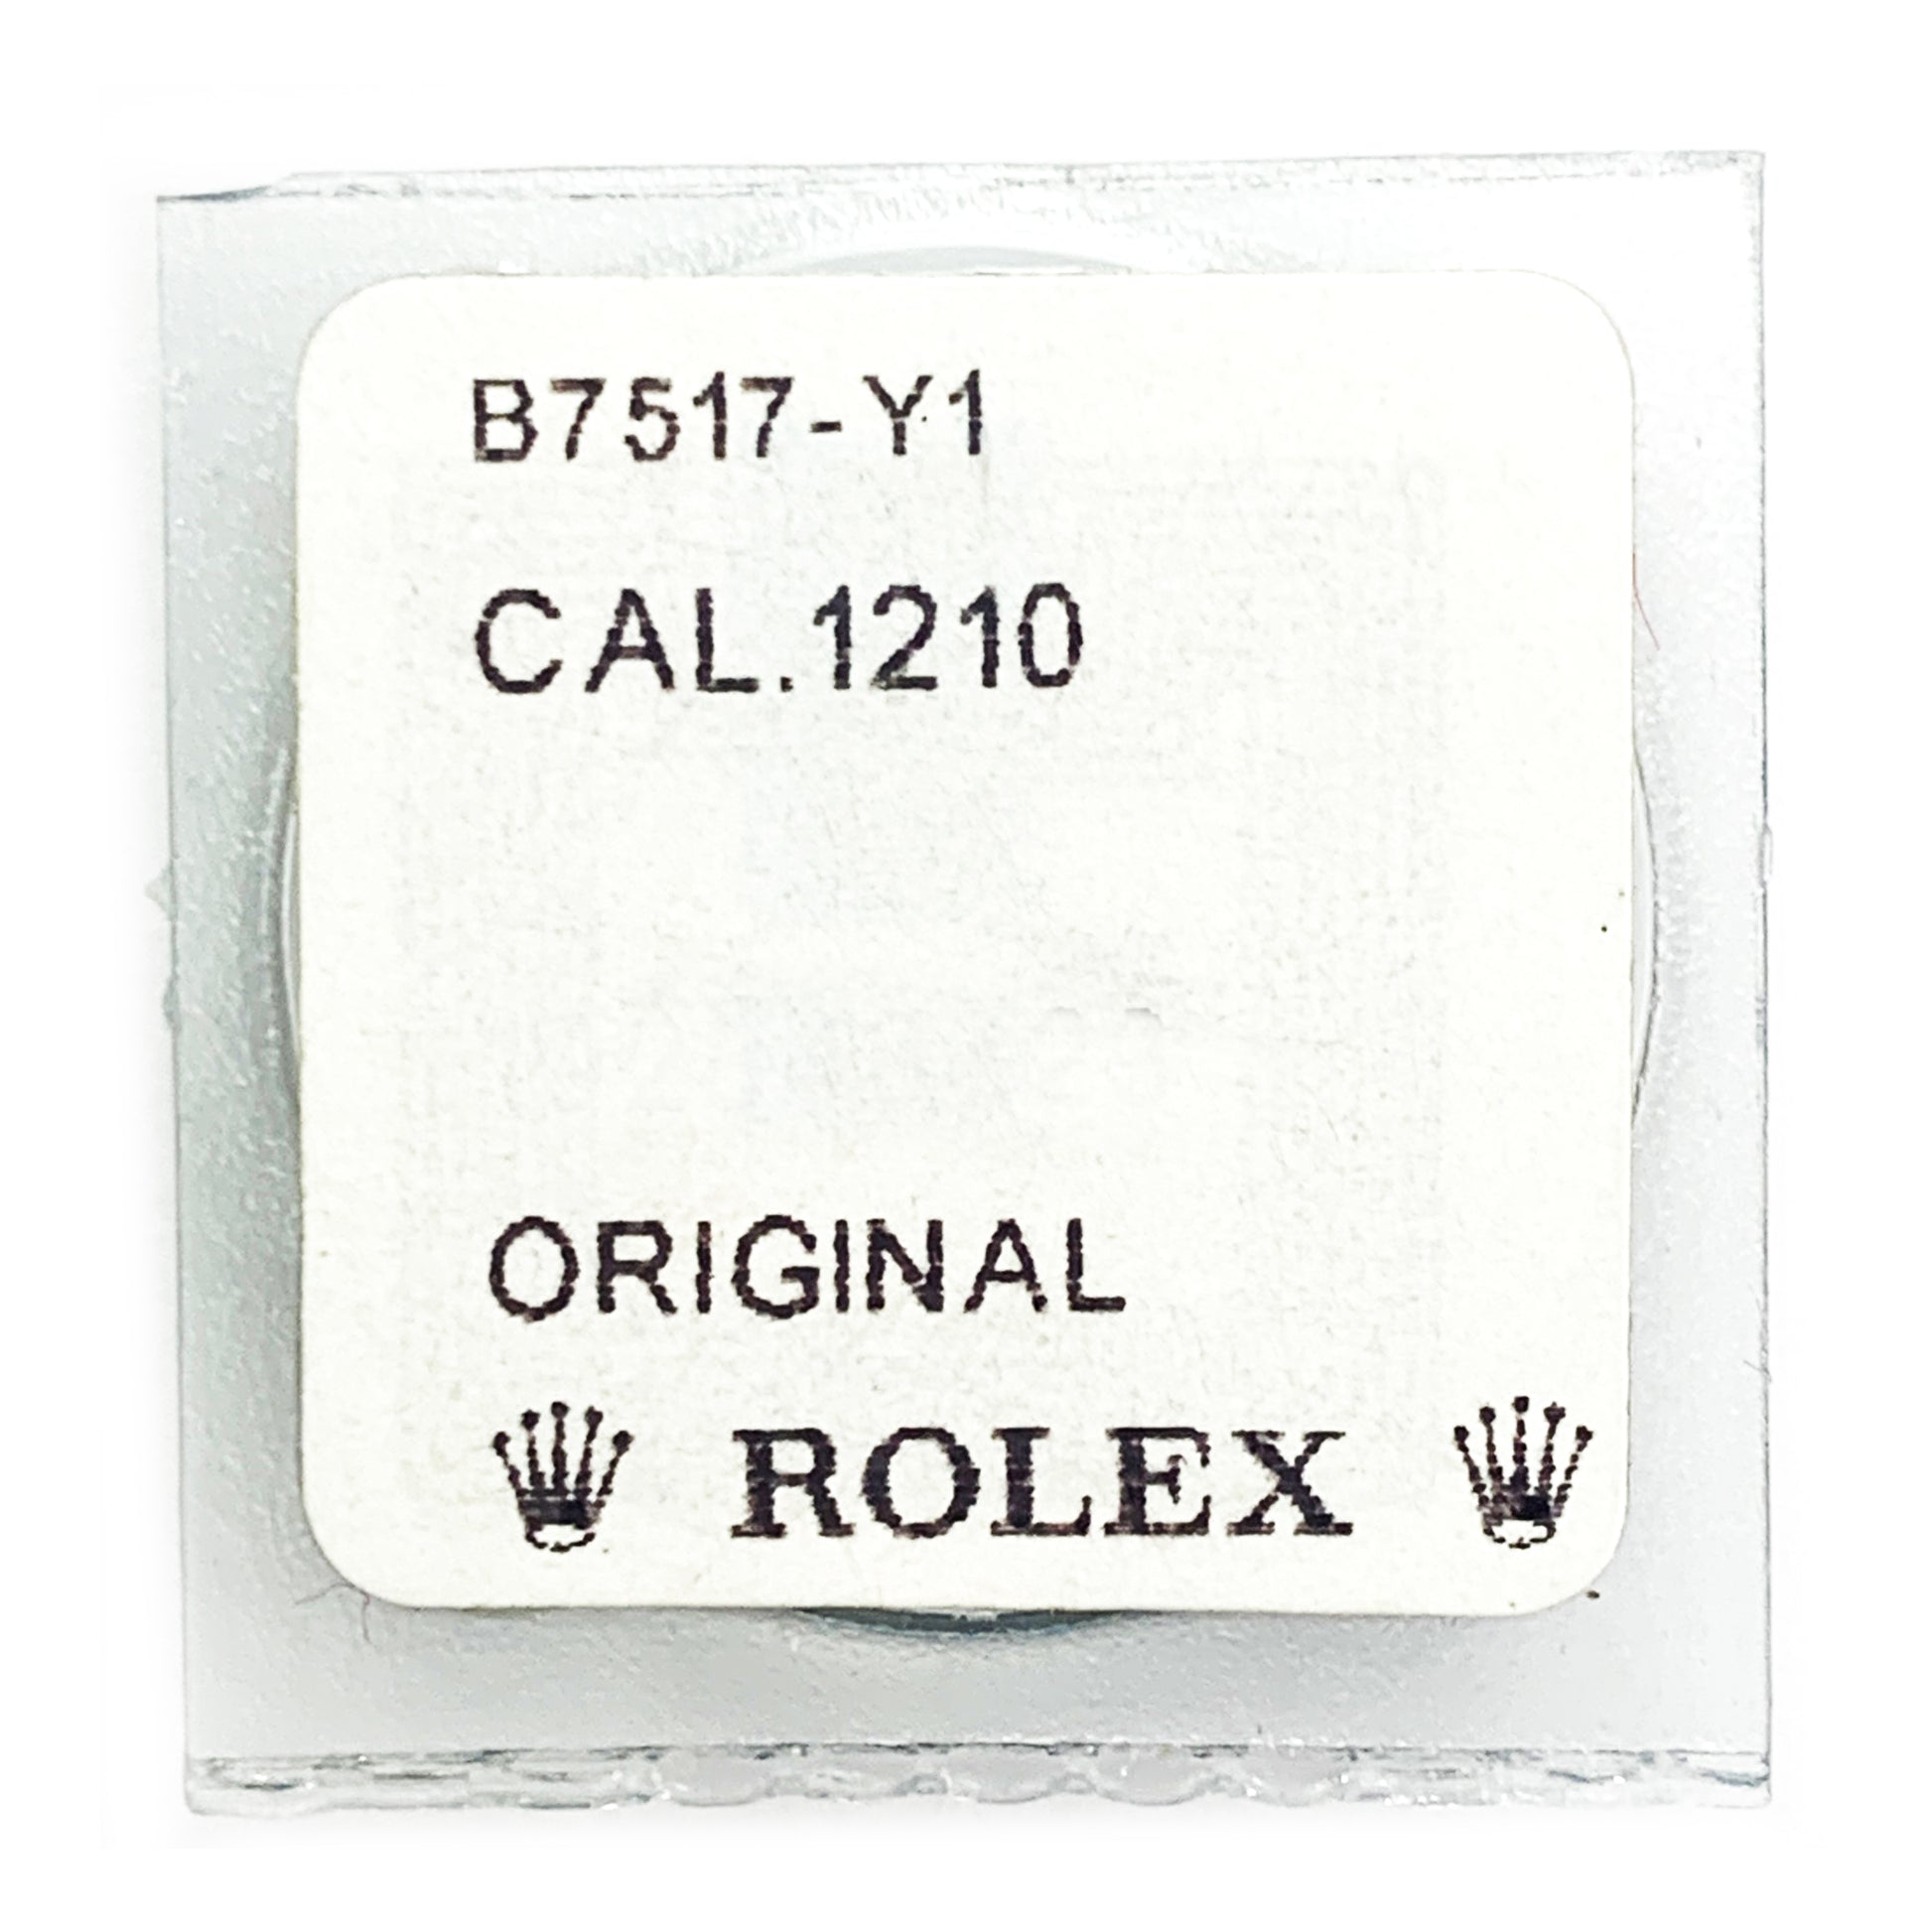 B7517-Y1
CAL.1210
ORIGINAL
ROLEX